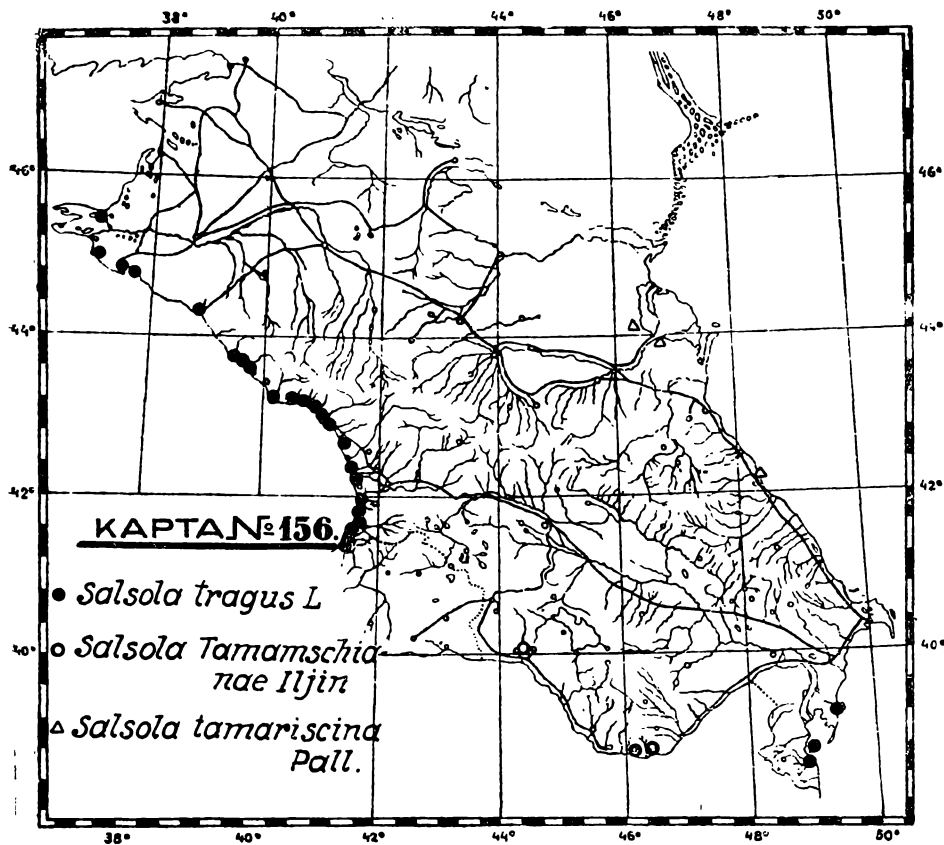 38° 40° 44° 46° 48° 50°
46° 46°
44° 44°
42° 42°
КАРТА № 156.
Salsola tragus L
40° 40°
Salsola Tamamschia
nae Iljin
Salsola tamariscina
Pall.
38° 40° 42° 44° 46° 48° 50°